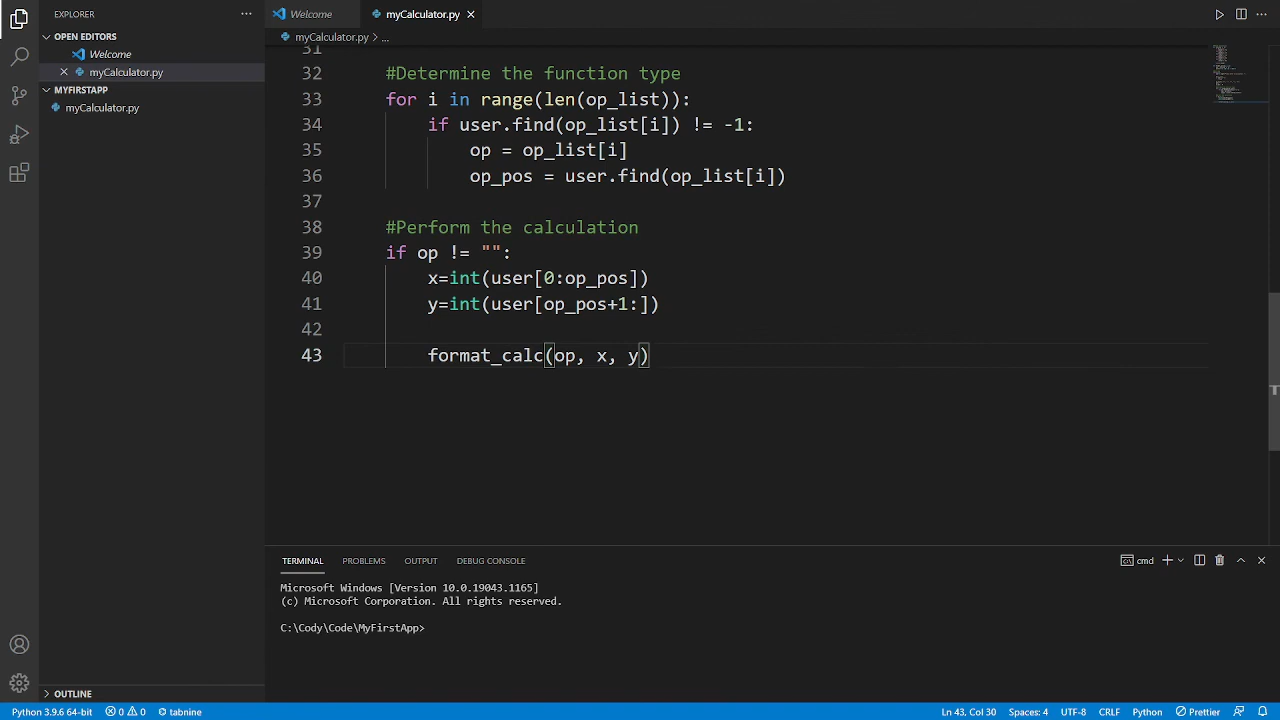 EXPLORER
Welcome
myCalculator.py
OPEN EDITORS
myCalculator.py
...
Welcome
myCalculator.py
MYFIRSTAPP
myCalculator.py
31
32 #Determine the function type
33 for i in range(len(op_list)):
34 if user.find(op_list[i]) != -1:
35 op = op_list[i]
36 op_pos = user.find(op_list[i])
37
38 #Perform the calculation
39 if op != "":
40 x=int(user[0:op_pos])
41 y=int(user[op_pos+1:])
42
43 format_calc(op, x, y)
TERMINAL PROBLEMS OUTPUT DEBUG CONSOLE
cmd
Microsoft Windows [Version 10.0.19043.1165]
(c) Microsoft Corporation. All rights reserved.
C:\Cody\Code\MyFirstApp>
OUTLINE
Python 3.9.6 64-bit 0 0 tabnine Ln 43, Col 30 Spaces: 4 UTF-8 CRLF Python Prettier